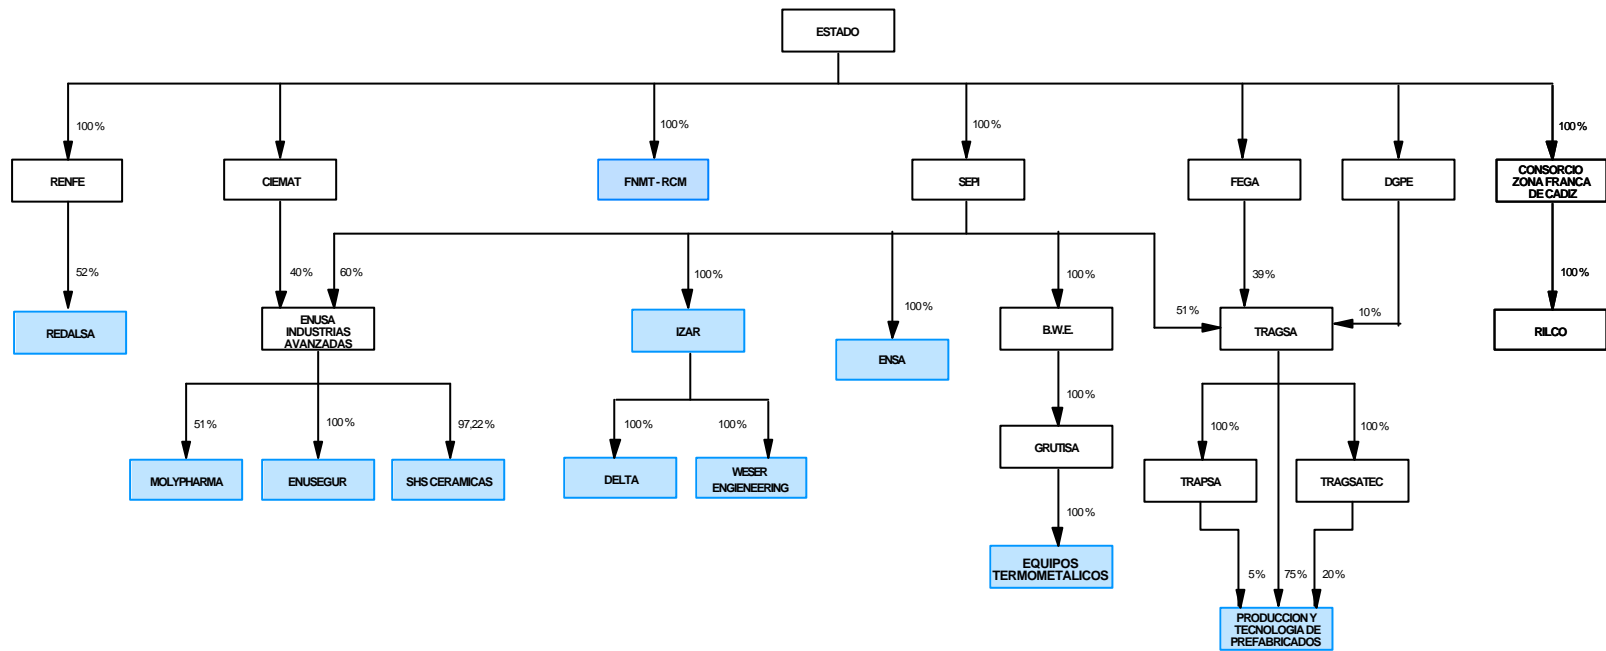 ESTADO
100%
100%
100%
100%
RENFE
CIEMAT
FNMT - RCM
SEPI
FEGA
DGPE
CONSORCIO
ZONA FRANCA
DE CADIZ
52%
40%
60%
100%
100%
100%
39%
51%
10%
100%
REDALSA
ENUSA
INDUSTRIAS
AVANZADAS
IZAR
ENSA
B.W.E.
TRAGSA
RILCO
51%
100%
97,22%
100%
100%
100%
100%
100%
MOLYPHARMA
ENUSEGUR
SHS CERAMICAS
DELTA
WESER
ENGIENEERING
GRUTISA
TRAPSA
TRAGSATEC
100%
EQUIPOS
TERMOMETALICOS
5%
75%
20%
PRODUCCION Y
TECNOLOGIA DE
PREFABRICADOS